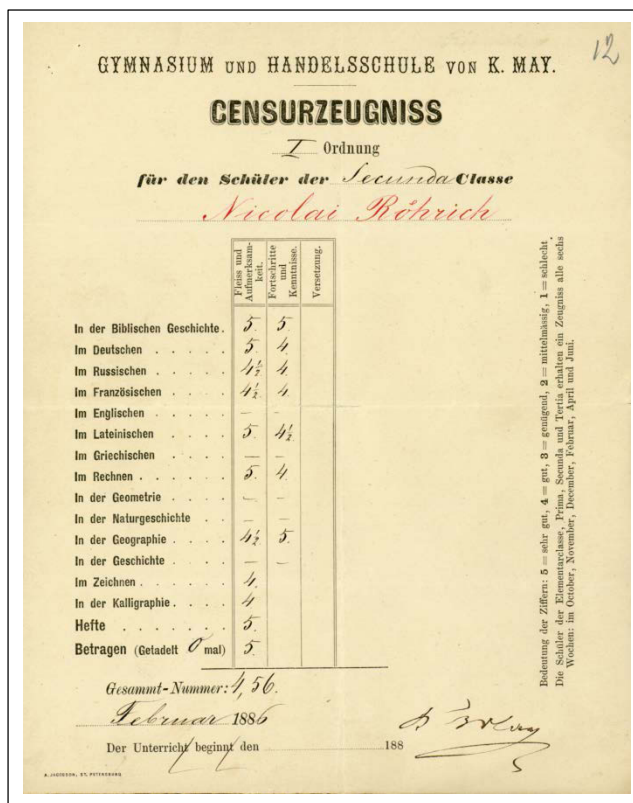 12
GYMNASIUM UND HANDELSSCHULE VON K. MAY.
CENSURZEUGNISS
I Ordnung
für den Schüler der Secunda Classe
Nicolai Röhrich
Fleiss und Aufmerksam-keit.
Fortschritte und Kenntnisse.
Versetzung.
In der Biblischen Geschichte. 5. 5.
Im Deutschen . . . . . 5. 4.
Im Russischen . . . . . 4½ 4.
Im Französischen . . . . 4½ 4.
Im Englischen . . . . . – –
Im Lateinischen . . . . 5. 4½
Im Griechischen . . . . – –
Im Rechnen . . . . . . 5. 4.
In der Geometrie . . . . – –
In der Naturgeschichte . . – –
In der Geographie . . . . 4½ 5.
In der Geschichte . . . . – –
Im Zeichnen . . . . . . 4.
In der Kalligraphie . . . . 4
Hefte . . . . . . . 5.
Betragen (Getadelt 0 mal) 5.
Gesammt-Nummer: 4,56.
Februar 1886
Der Unterricht beginnt den 188
K May
A. JACOBSON, ST. PETERSBURG
Bedeutung der Ziffern: 5 = sehr gut, 4 = gut, 3 = genügend, 2 = mittelmässig, 1 = schlecht
Die Schüler der Elementarclasse, Prima, Secunda und Tertia erhalten ein Zeugniss alle sechs
Wochen: im October, November, December, Februar, April und Juni.